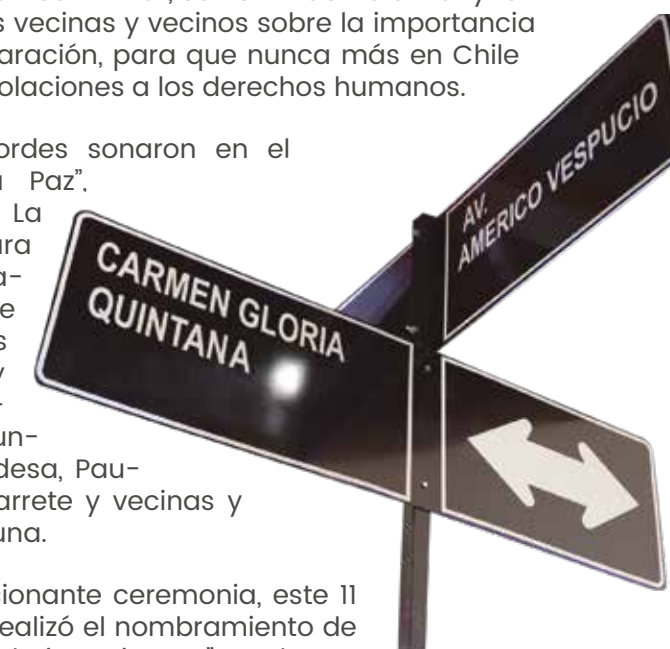 s vecinas y vecinos sobre la importancia
aración, para que nunca más en Chile
olaciones a los derechos humanos.
ordes sonaron en el
Paz”,
La
ara
a-
e
s
y
un-
desa, Pau-
arrete y vecinas y
una.
cionante ceremonia, este 11
realizó el nombramiento de
CARMEN GLORIA
QUINTANA
AV.
AMERICO VESPUCIO